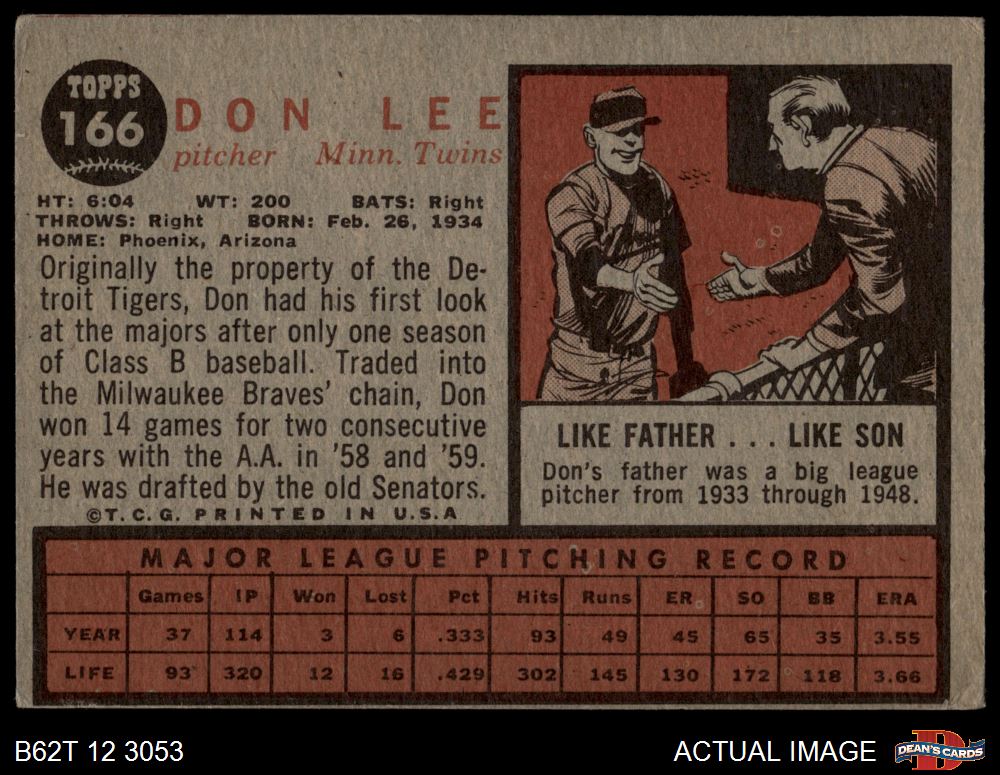 TOPPS
166
DON LEE
pitcher Minn. Twins
HT: 6:04 WT: 200 BATS: Right
THROWS: Right BORN: Feb. 26, 1934
HOME: Phoenix, Arizona
Originally the property of the De-
troit Tigers, Don had his first look
at the majors after only one season
of Class B baseball. Traded into
the Milwaukee Braves' chain, Don
won 14 games for two consecutive
years with the A.A. in '58 and '59.
He was drafted by the old Senators.
©T.C.G. PRINTED IN U.S.A
LIKE FATHER . . . LIKE SON
Don's father was a big league
pitcher from 1933 through 1948.
MAJOR LEAGUE PITCHING RECORD
Games IP Won Lost Pct Hits Runs ER SO BB ERA
YEAR 37 114 3 6 .333 93 49 45 65 35 3.55
LIFE 93 320 12 16 .429 302 145 130 172 118 3.66
B62T 12 3053 ACTUAL IMAGE
DEAN'S CARDS